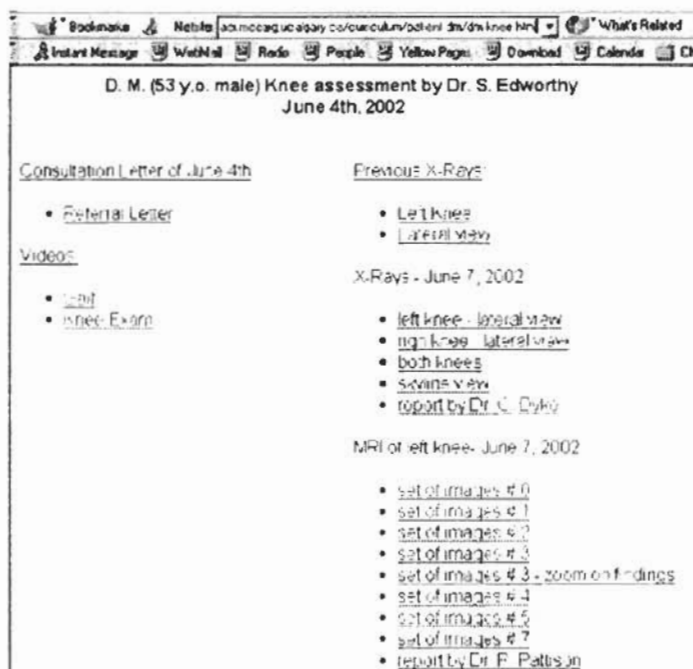 Bookmarks Netsite: What's Related
Instant Message WebMail Radio People Yellow Pages Download Calendar
D. M. (53 y.o. male) Knee assessment by Dr. S. Edworthy
June 4th, 2002
Consultation Letter of June 4th
• Referral Letter
Videos:
• Gait
• Knee Exam
Previous X-Rays:
• Left Knee
• Lateral view
X-Rays - June 7, 2002
• left knee - lateral view
• right knee - lateral view
• both knees
• skyline view
• report by Dr. C. Dyke
MRI of left knee- June 7, 2002
• set of images # 0
• set of images # 1
• set of images # 2
• set of images # 3
• set of images # 3 - zoom on findings
• set of images # 4
• set of images # 5
• set of images # 7
• report by Dr. P. Pattison